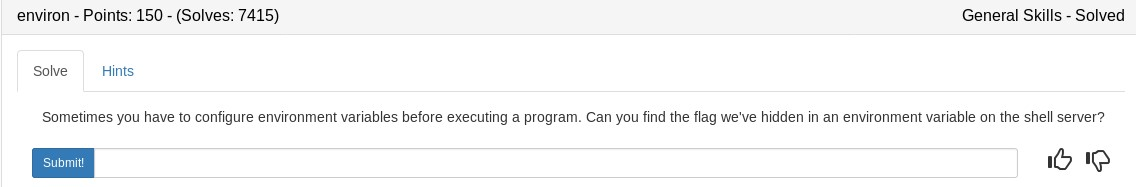 environ - Points: 150 - (Solves: 7415) General Skills - Solved
Solve Hints
Sometimes you have to configure environment variables before executing a program. Can you find the flag we've hidden in an environment variable on the shell server?
Submit!